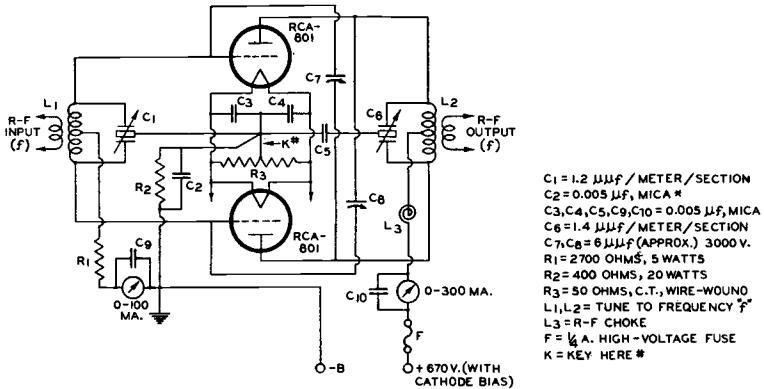 RCA-
801
L1
C1
R-F
INPUT
(f)
C3
C4
C7
C5
K#
R3
R2
C2
C6
L2
R-F
OUTPUT
(f)
C8
RCA-
801
L3
R1
C9
0-100
MA.
C10
0-300 MA.
F
-B
+ 670 V. (WITH
CATHODE BIAS)
C1 = 1.2 μμf/METER/SECTION
C2 = 0.005 μf, MICA *
C3, C4, C5, C9, C10 = 0.005 μf, MICA
C6 = 1.4 μμf/METER/SECTION
C7, C8 = 6 μμf (APPROX.) 3000 V.
R1 = 2700 OHMS, 5 WATTS
R2 = 400 OHMS, 20 WATTS
R3 = 50 OHMS, C.T., WIRE-WOUND
L1, L2 = TUNE TO FREQUENCY "f"
L3 = R-F CHOKE
F = ¼ A. HIGH-VOLTAGE FUSE
K = KEY HERE #